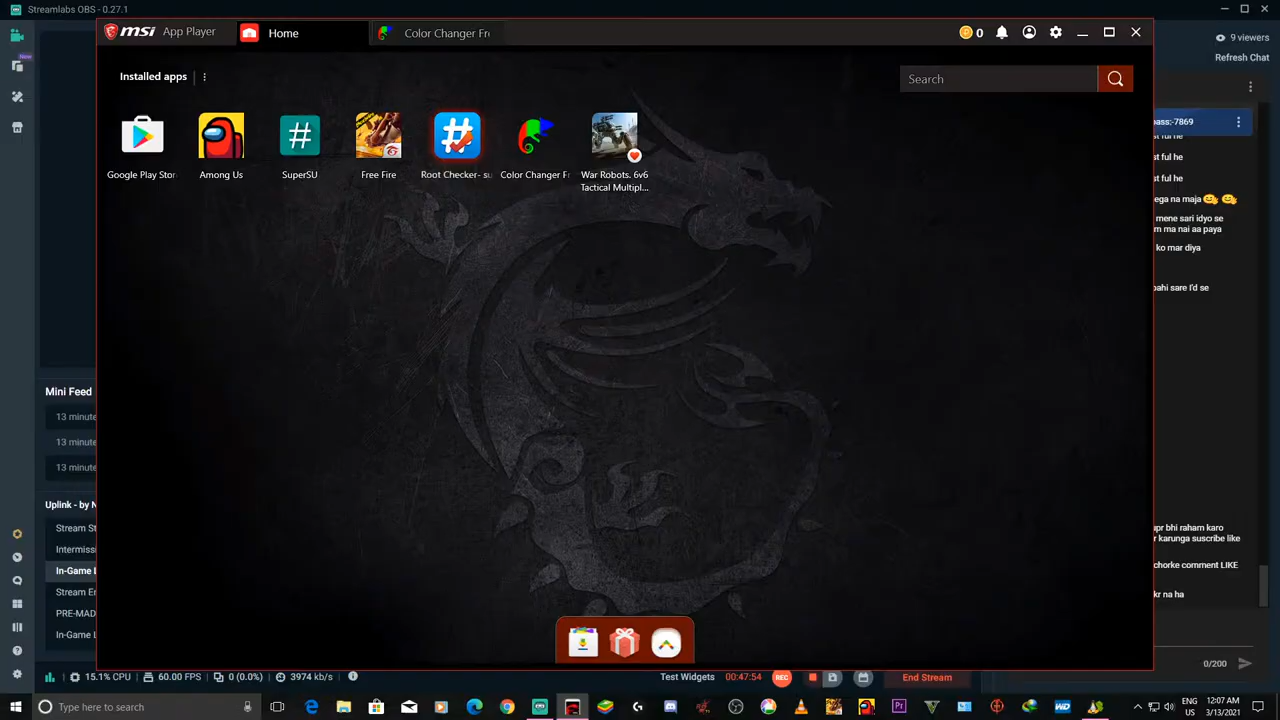 Streamlabs OBS - 0.27.1
msi App Player
Home
Color Changer Fr
0
9 viewers
Refresh Chat
Installed apps
Search
New
pass:-7869
ful he
st ful he
st ful he
ega na maja
mene sari idyo se
m ma nai aa paya
ko mar diya
pahi sare I'd se
Google Play Stor
Among Us
SuperSU
Free Fire
Root Checker- su
Color Changer F
War Robots. 6v6
Tactical Multipl...
Mini Feed
13 minute
13 minute
13 minute
Uplink - by N
Stream St
Intermissi
In-Game L
Stream En
PRE-MAD
In-Game L
upr bhi raham karo
r karunga suscribe like
chorke comment LIKE
kr na ha
0/200
15.1% CPU
60.00 FPS
0 (0.0%)
3974 kb/s
Test Widgets
00:47:54
REC
End Stream
Type here to search
ENG
US
12:07 AM
3/13/2021